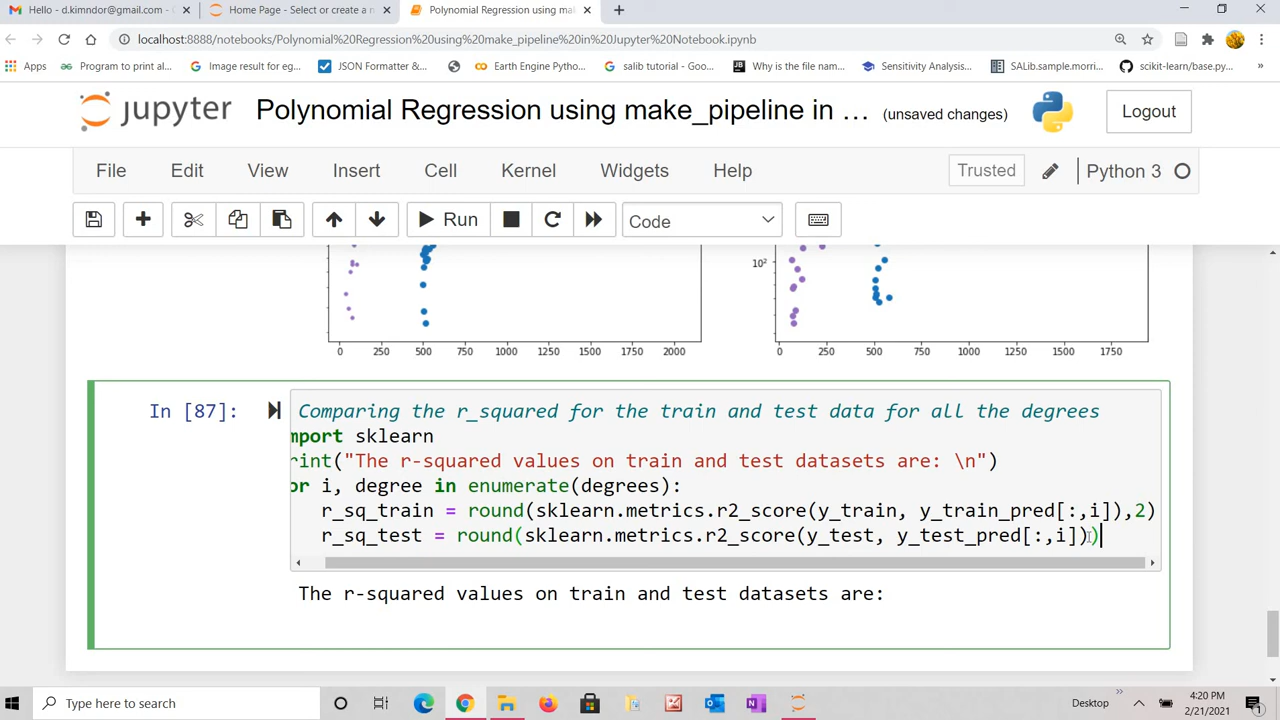 Hello - d.kimndor@gmail.com -
Home Page - Select or create a n
Polynomial Regression using mak
localhost:8888/notebooks/Polynomial%20Regression%20using%20make_pipeline%20in%20Jupyter%20Notebook.ipynb
Apps
Program to print al...
Image result for eg...
JSON Formatter &...
Earth Engine Pytho...
salib tutorial - Goo...
Why is the file nam...
Sensitivity Analysis...
SALib.sample.morri...
scikit-learn/base.py...
»
jupyter
Polynomial Regression using make_pipeline in ...
(unsaved changes)
Logout
File Edit View Insert Cell Kernel Widgets Help
Trusted
Python 3
Run
Code
10²
0 250 500 750 1000 1250 1500 1750 2000
0 250 500 750 1000 1250 1500 1750
In [87]:
Comparing the r_squared for the train and test data for all the degrees
mport sklearn
rint("The r-squared values on train and test datasets are: \n")
or i, degree in enumerate(degrees):
r_sq_train = round(sklearn.metrics.r2_score(y_train, y_train_pred[:,i]),2)
r_sq_test = round(sklearn.metrics.r2_score(y_test, y_test_pred[:,i]))
The r-squared values on train and test datasets are:
Type here to search
Desktop
»
4:20 PM
2/21/2021
1